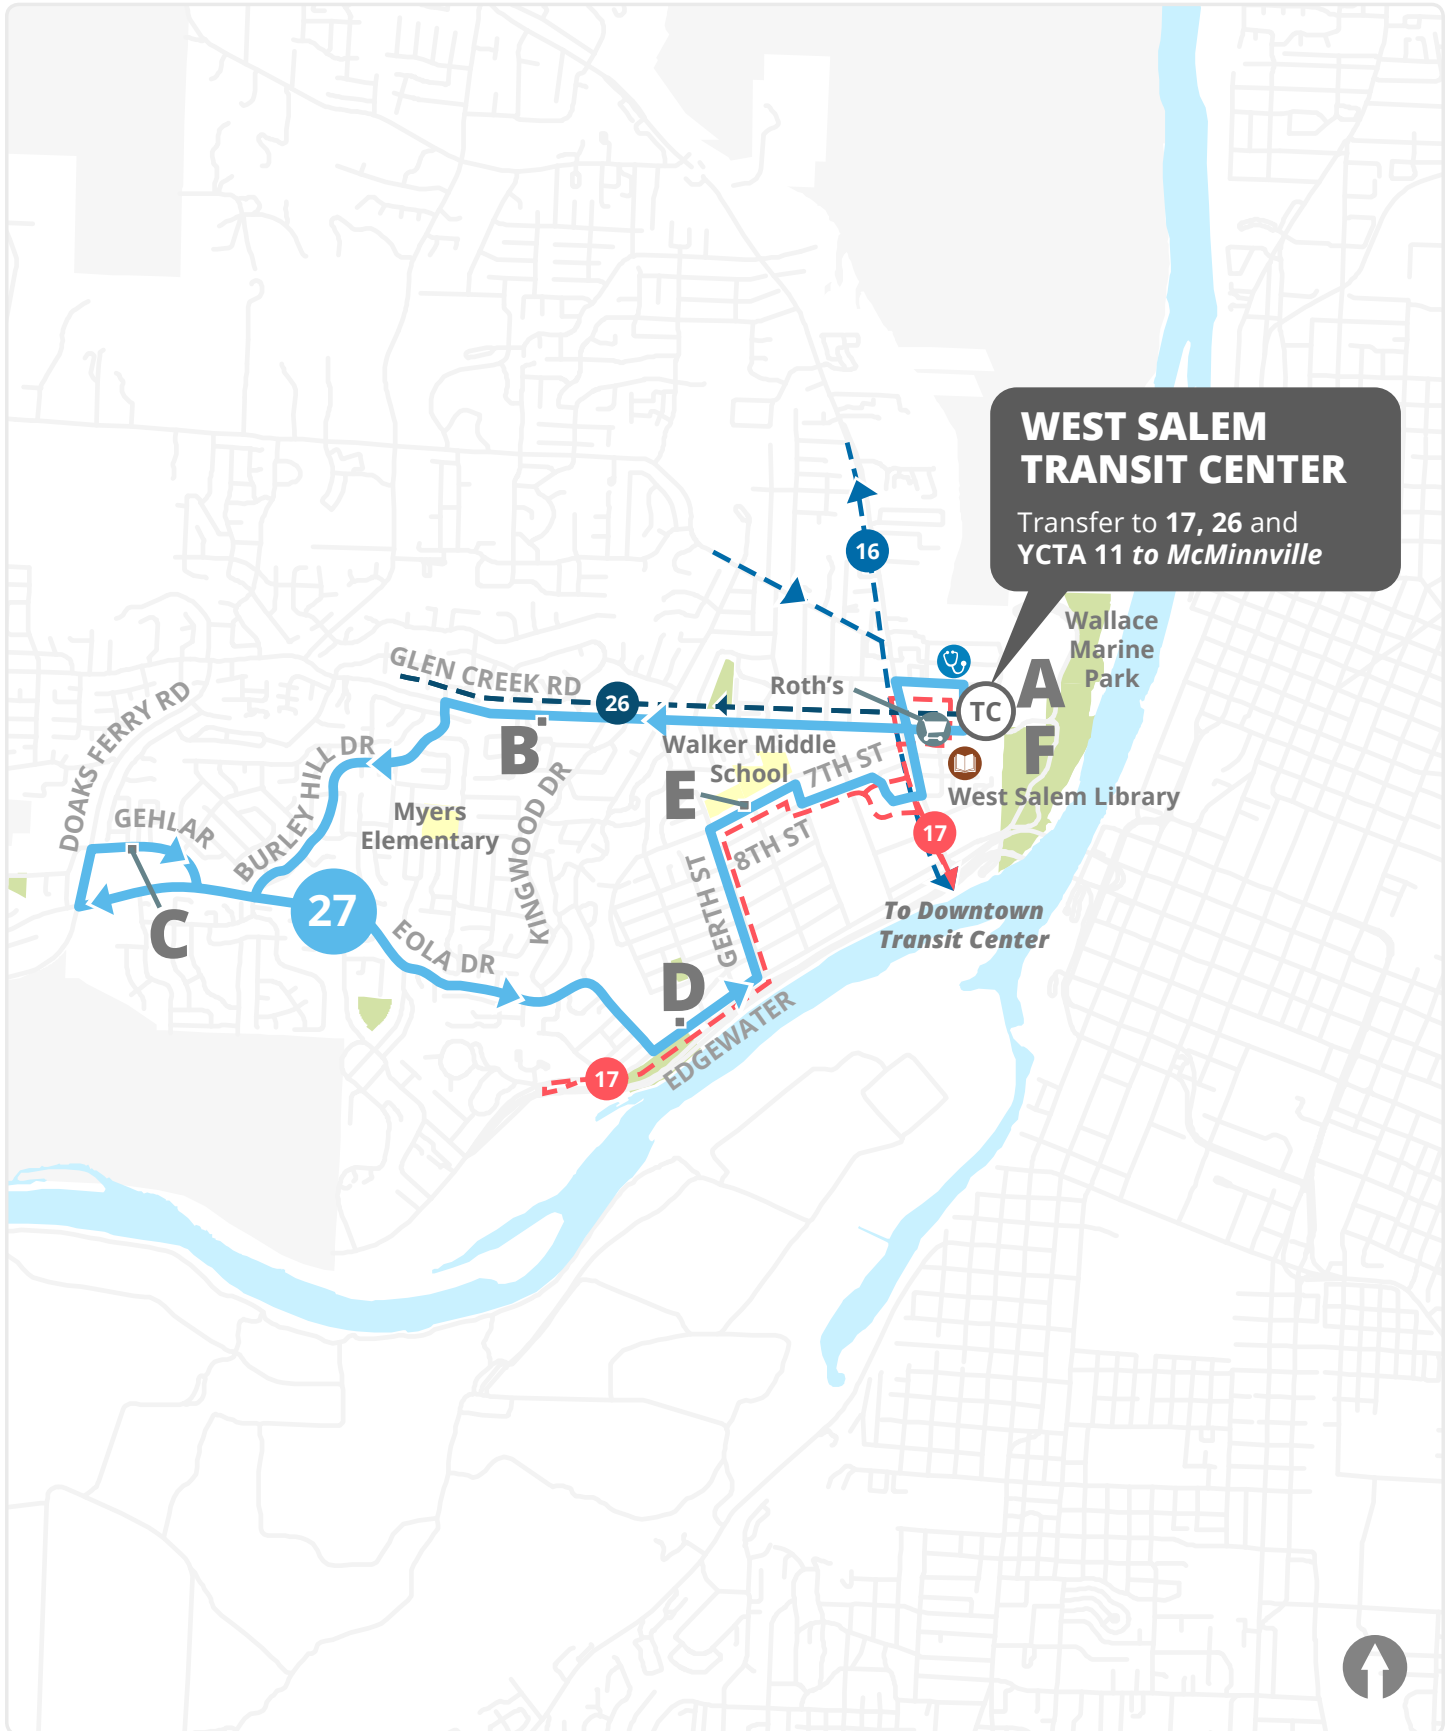 WEST SALEM
TRANSIT CENTER
Transfer to 17, 26 and
YCTA 11 to McMinnville
16
Wallace
Marine
Park
A
TC
F
Roth's
GLEN CREEK RD
26
B
DOAKS FERRY RD
BURLEY HILL DR
GEHLAR
C
27
Myers
Elementary
KINGWOOD DR
EOLA DR
Walker Middle
School
E
7TH ST
8TH ST
GERTH ST
West Salem Library
17
To Downtown
Transit Center
D
EDGEWATER
17